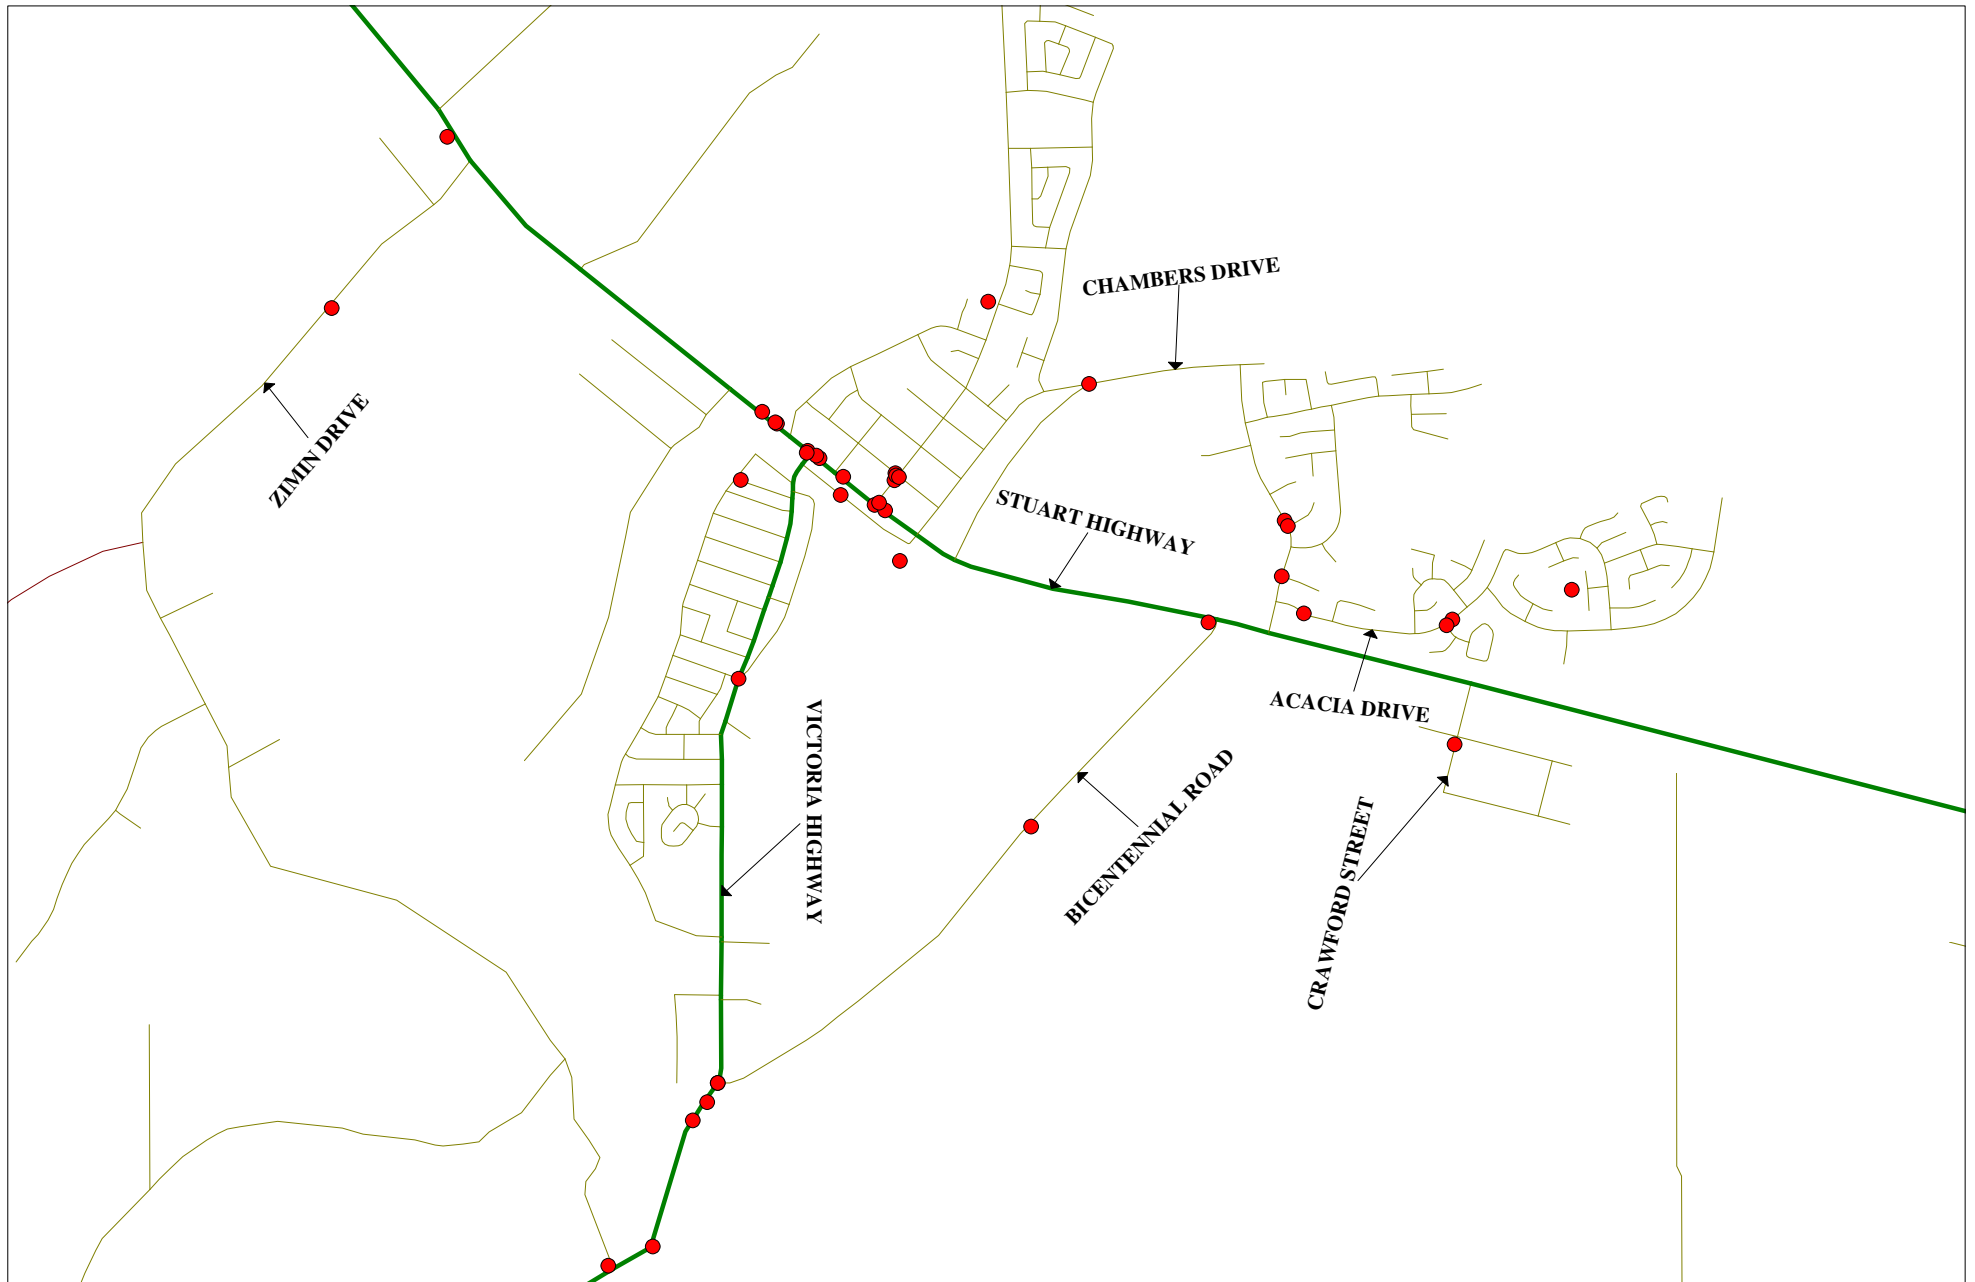 CHAMBERS DRIVE
ZIMIN DRIVE
STUART HIGHWAY
ACACIA DRIVE
VICTORIA HIGHWAY
BICENTENNIAL ROAD
CRAWFORD STREET